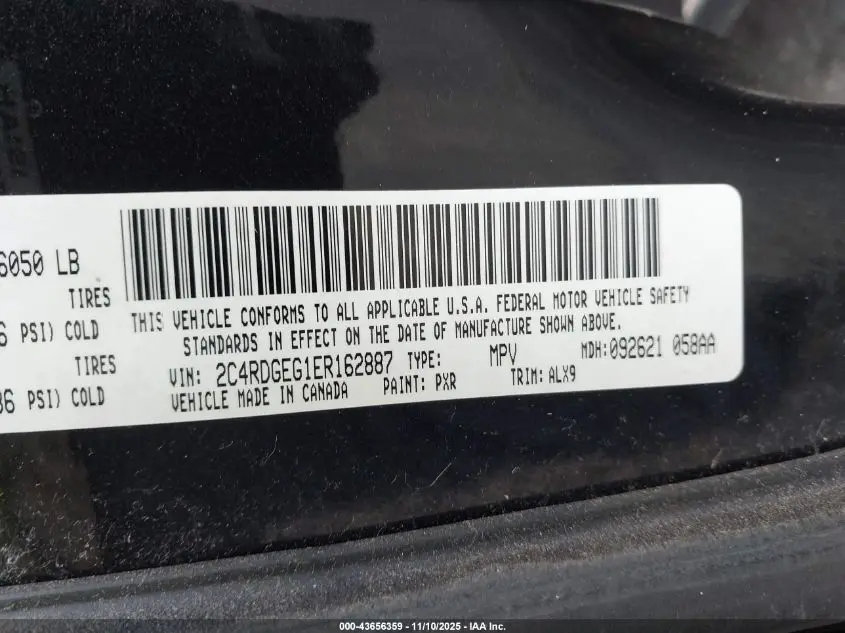 6050 LB
TIRES
PSI) COLD
TIRES
36 PSI) COLD
THIS VEHICLE CONFORMS TO ALL APPLICABLE U.S.A. FEDERAL MOTOR VEHICLE SAFETY
STANDARDS IN EFFECT ON THE DATE OF MANUFACTURE SHOWN ABOVE.
VIN: 2C4RDGEG1ER162887 TYPE: MPV MDH:092621 058AA
VEHICLE MADE IN CANADA PAINT: PXR TRIM: ALX9
000-43656359 — 11/10/2025 — IAA Inc.